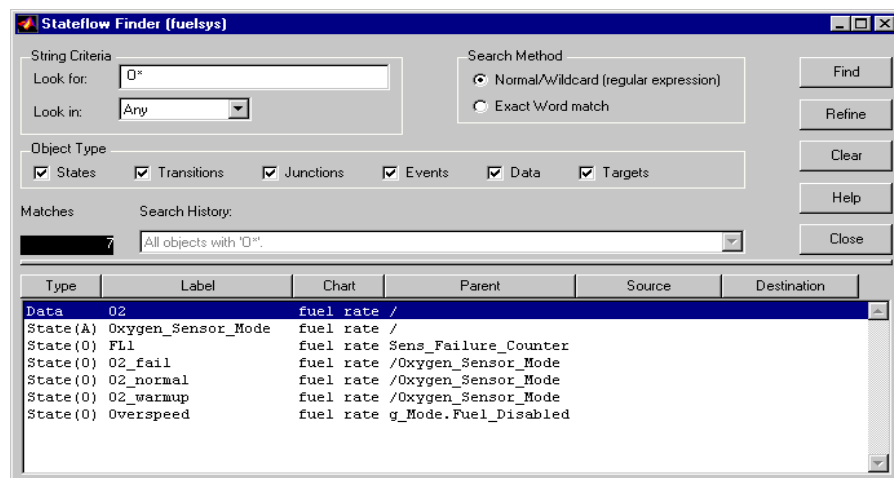 Stateflow Finder (fuelsys)
String Criteria
Look for: O*
Look in: Any
Search Method
Normal/Wildcard (regular expression)
Exact Word match
Find
Refine
Clear
Help
Close
Object Type
States Transitions Junctions Events Data Targets
Matches Search History:
7 All objects with 'O*'.
Type Label Chart Parent Source Destination
Data O2 fuel rate /
State(A) Oxygen_Sensor_Mode fuel rate /
State(O) FL1 fuel rate Sens_Failure_Counter
State(O) O2_fail fuel rate /Oxygen_Sensor_Mode
State(O) O2_normal fuel rate /Oxygen_Sensor_Mode
State(O) O2_warmup fuel rate /Oxygen_Sensor_Mode
State(O) Overspeed fuel rate g_Mode.Fuel_Disabled